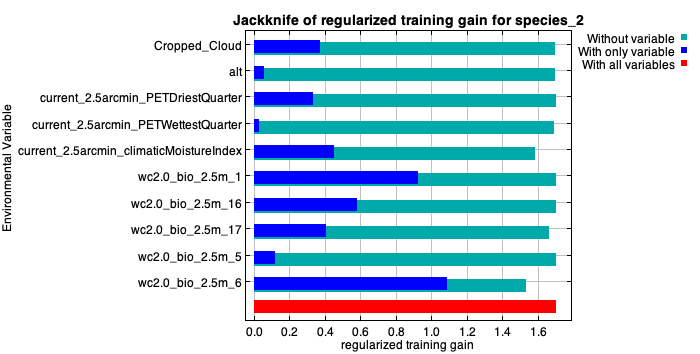 Jackknife of regularized training gain for species_2
Without variable
With only variable
With all variables
Environmental Variable
Cropped_Cloud
alt
current_2.5arcmin_PETDriestQuarter
current_2.5arcmin_PETWettestQuarter
current_2.5arcmin_climaticMoistureIndex
wc2.0_bio_2.5m_1
wc2.0_bio_2.5m_16
wc2.0_bio_2.5m_17
wc2.0_bio_2.5m_5
wc2.0_bio_2.5m_6
0.0 0.2 0.4 0.6 0.8 1.0 1.2 1.4 1.6
regularized training gain